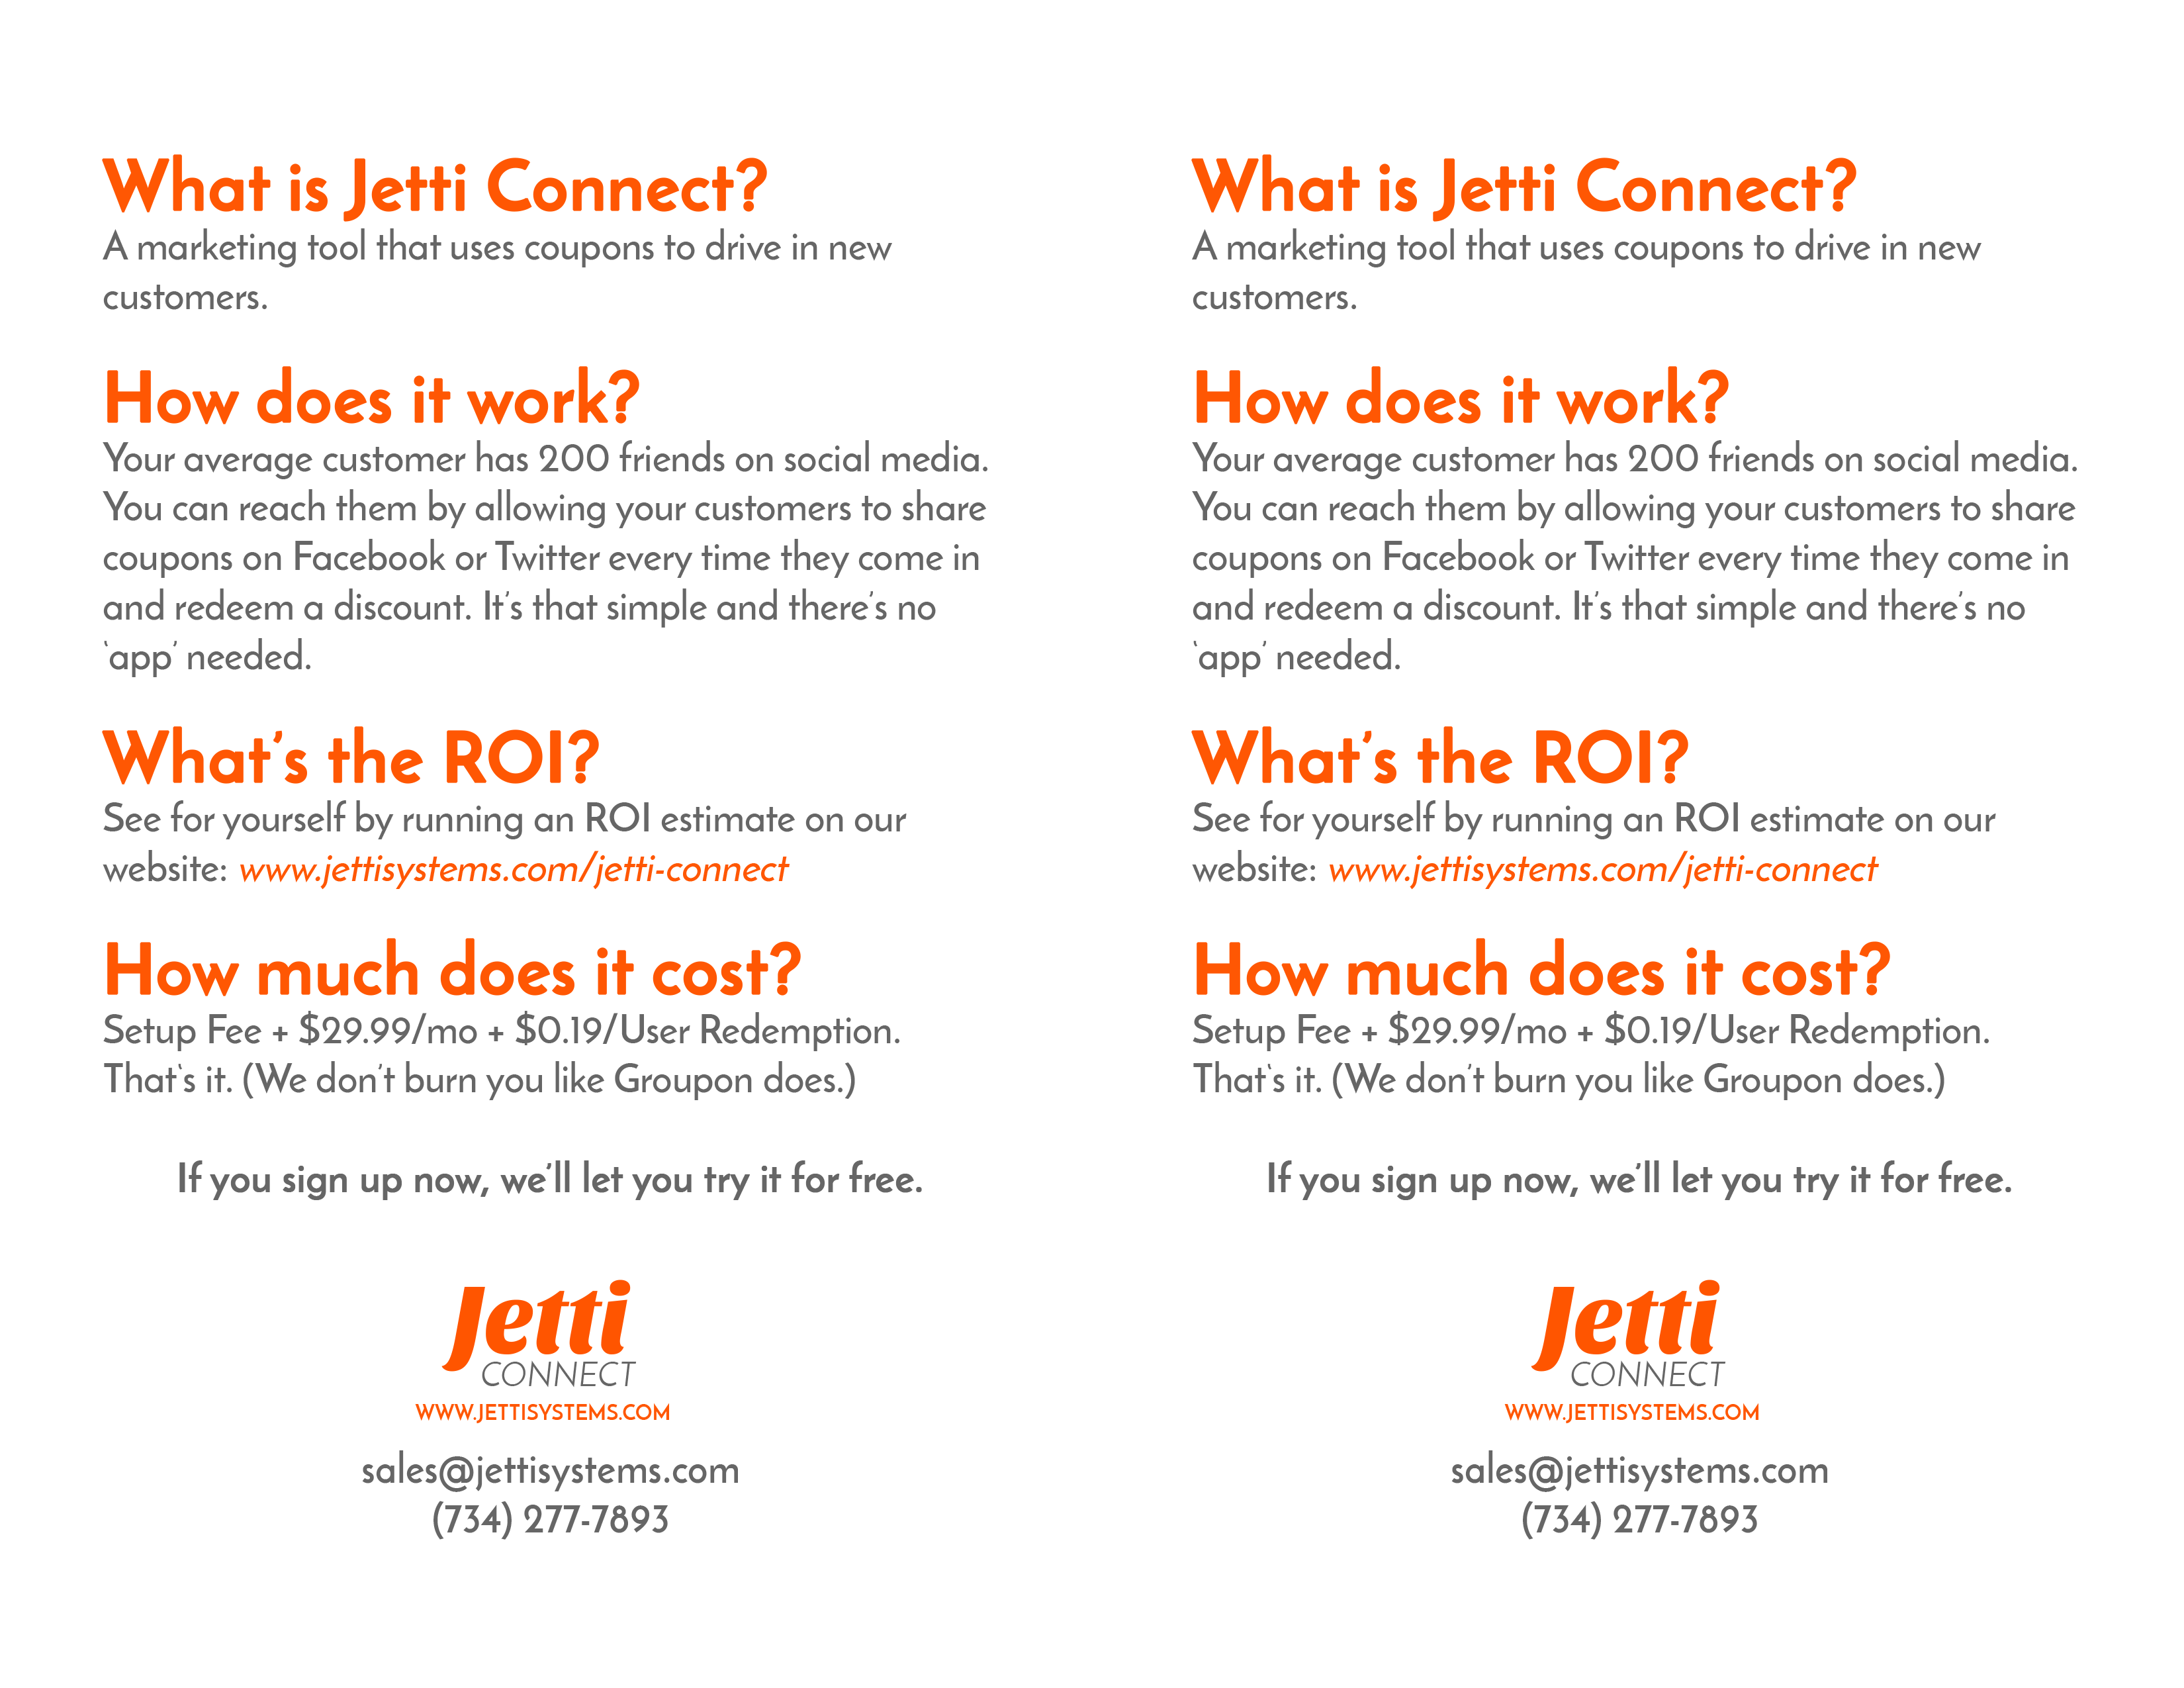 What is Jetti Connect?
A marketing tool that uses coupons to drive in new
customers.
How does it work?
Your average customer has 200 friends on social media.
You can reach them by allowing your customers to share
coupons on Facebook or Twitter every time they come in
and redeem a discount. It’s that simple and there’s no
‘app’ needed.
What’s the ROI?
See for yourself by running an ROI estimate on our
website: www.jettisystems.com/jetti-connect
How much does it cost?
Setup Fee + $29.99/mo + $0.19/User Redemption.
That‘s it. (We don’t burn you like Groupon does.)
If you sign up now, we’ll let you try it for free.
Jetti
CONNECT
WWW.JETTISYSTEMS.COM
sales@jettisystems.com
(734) 277-7893
What is Jetti Connect?
A marketing tool that uses coupons to drive in new
customers.
How does it work?
Your average customer has 200 friends on social media.
You can reach them by allowing your customers to share
coupons on Facebook or Twitter every time they come in
and redeem a discount. It’s that simple and there’s no
‘app’ needed.
What’s the ROI?
See for yourself by running an ROI estimate on our
website: www.jettisystems.com/jetti-connect
How much does it cost?
Setup Fee + $29.99/mo + $0.19/User Redemption.
That‘s it. (We don’t burn you like Groupon does.)
If you sign up now, we’ll let you try it for free.
Jetti
CONNECT
WWW.JETTISYSTEMS.COM
sales@jettisystems.com
(734) 277-7893